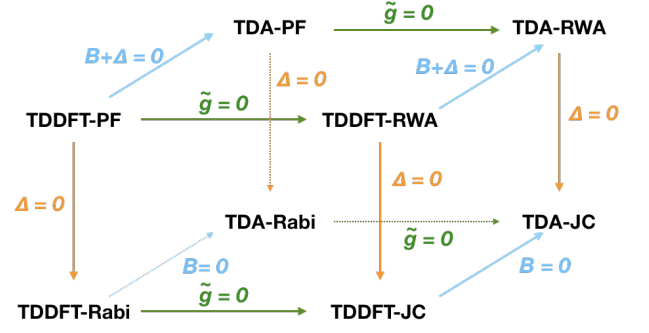 g̃ = 0
TDA-PF
TDA-RWA
B+Δ = 0
B+Δ = 0
Δ = 0
g̃ = 0
TDDFT-PF
TDDFT-RWA
Δ = 0
Δ = 0
Δ = 0
TDA-Rabi
TDA-JC
g̃ = 0
B= 0
B = 0
g̃ = 0
TDDFT-Rabi
TDDFT-JC